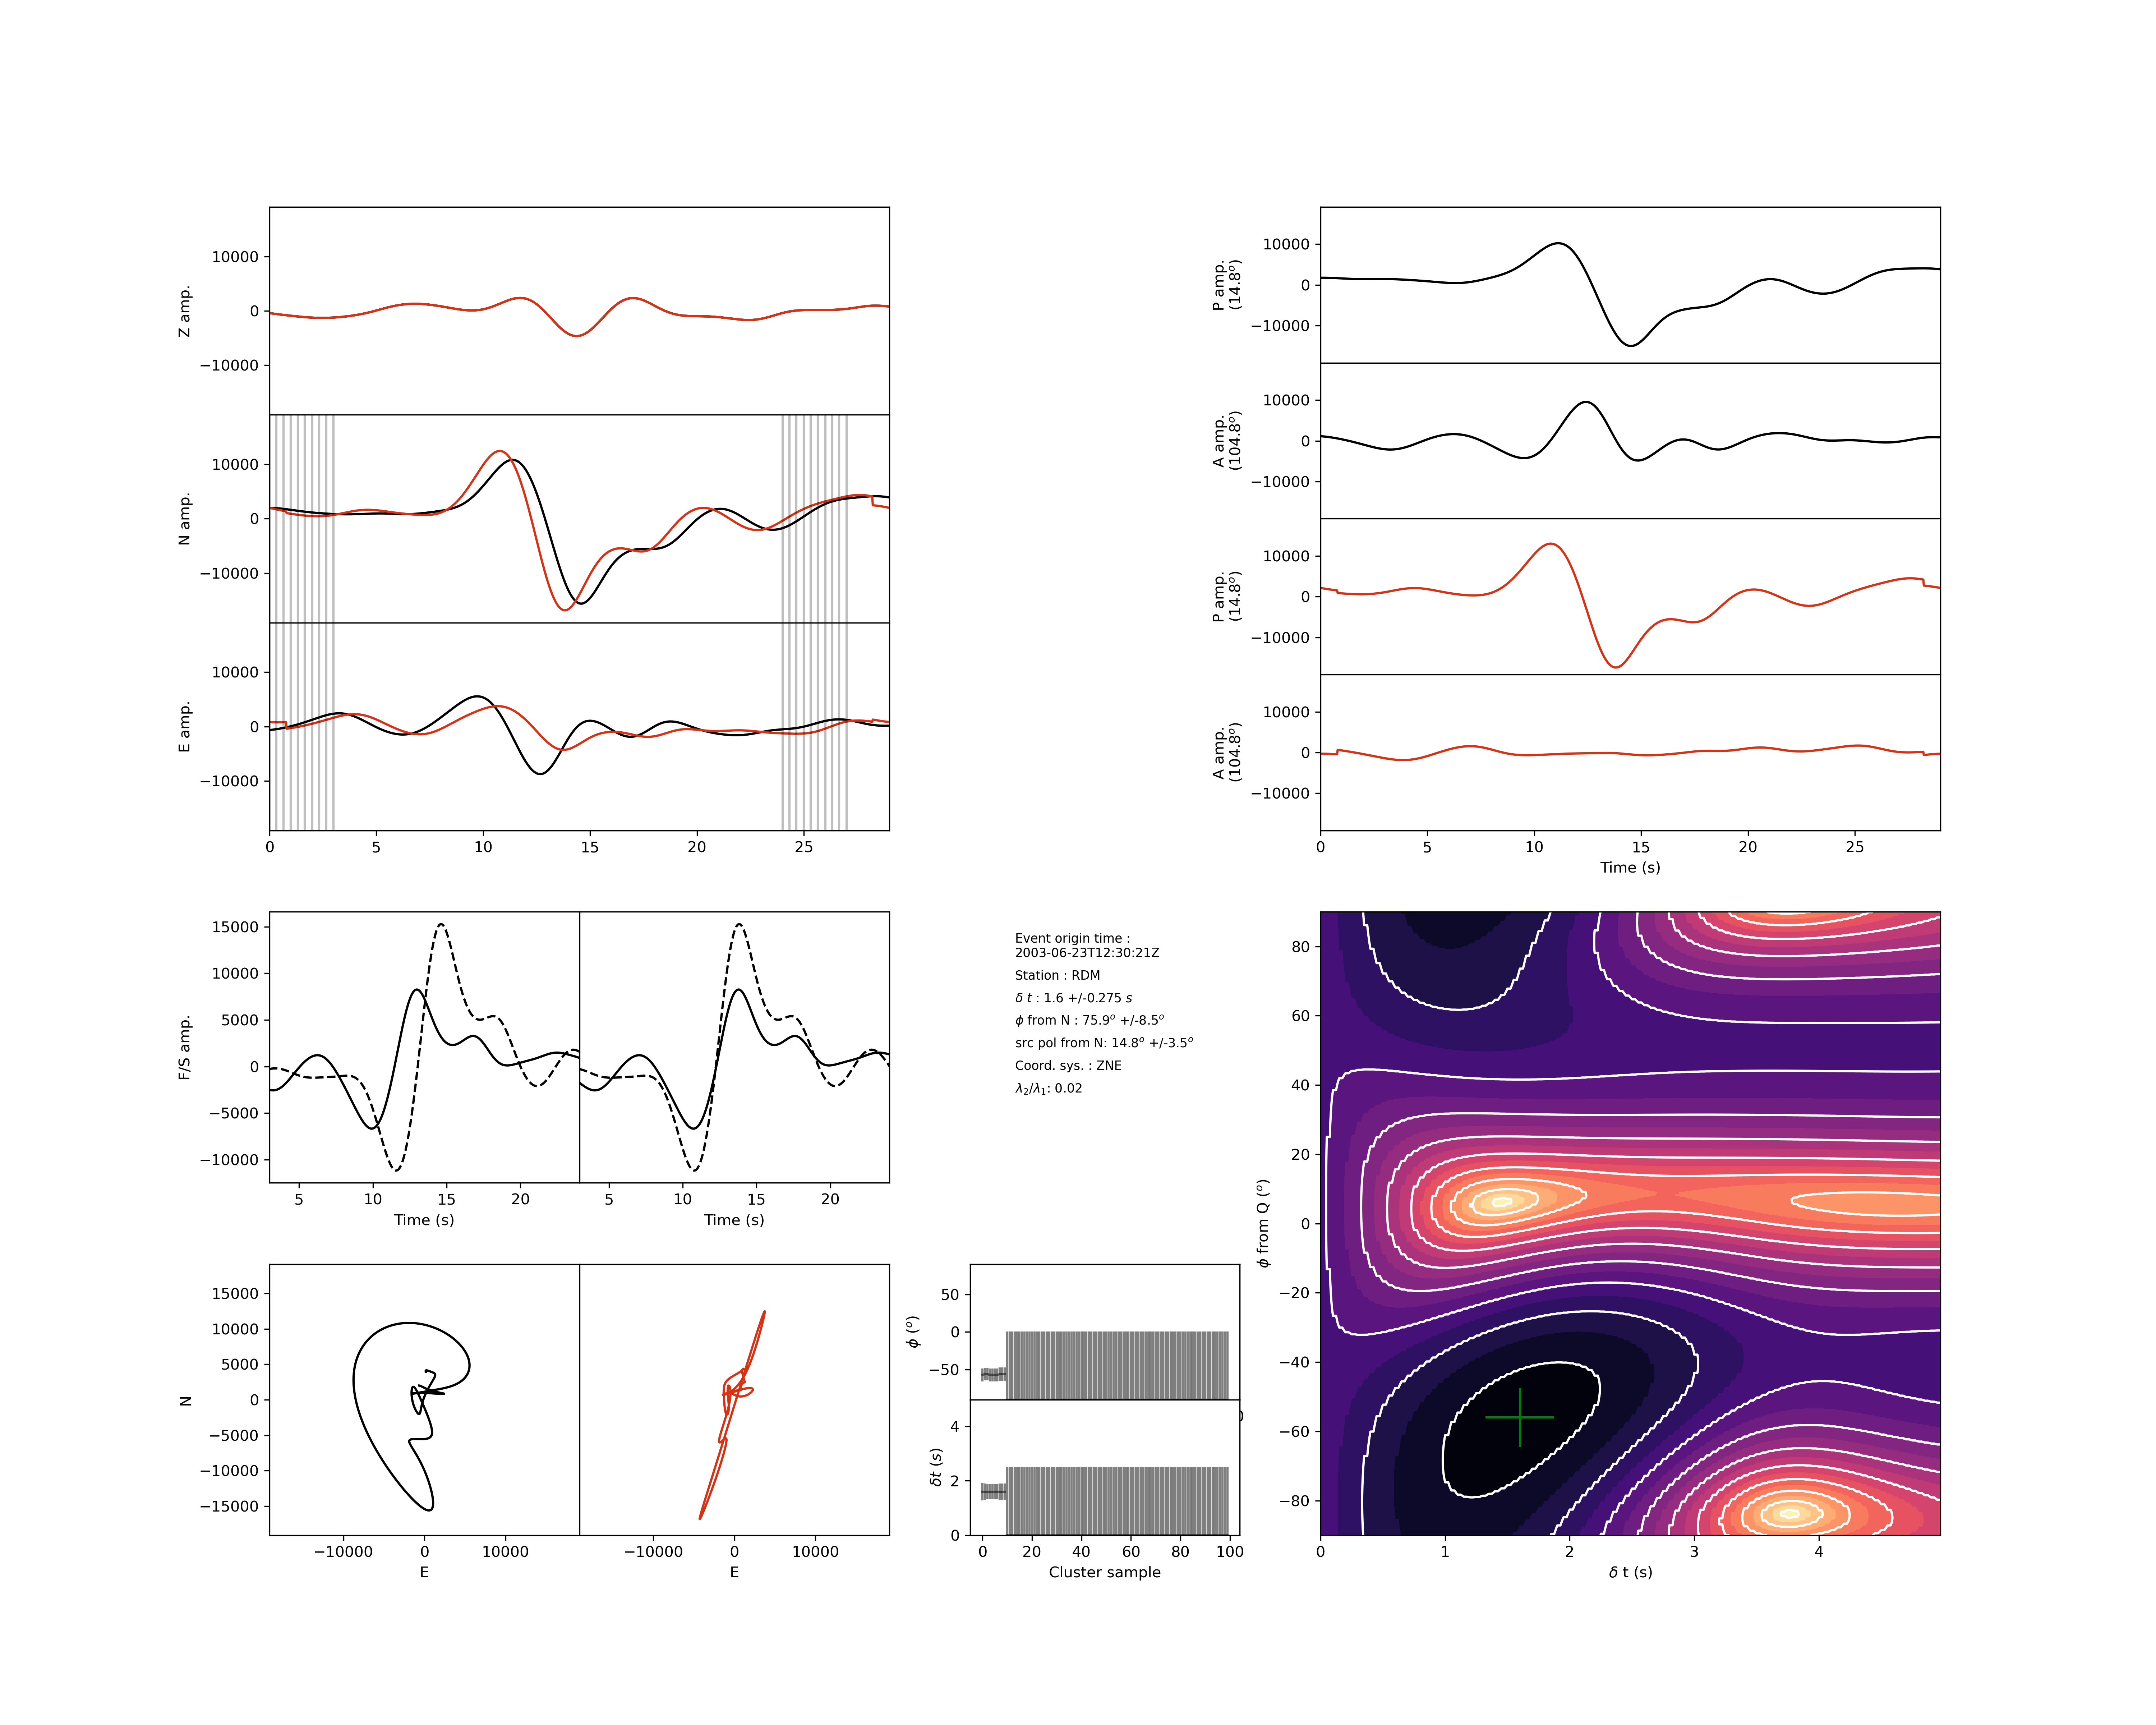 10000
0
−10000
Z amp.
10000
0
−10000
N amp.
10000
0
−10000
E amp.
0 5 10 15 20 25
10000
0
−10000
P amp.
(14.8°)
10000
0
−10000
A amp.
(104.8°)
10000
0
−10000
P amp.
(14.8°)
10000
0
−10000
A amp.
(104.8°)
0 5 10 15 20 25
Time (s)
15000
10000
5000
0
−5000
−10000
F/S amp.
5 10 15 20
Time (s)
5 10 15 20
Time (s)
Event origin time :
2003-06-23T12:30:21Z
Station : RDM
δ t : 1.6 +/-0.275 s
ϕ from N : 75.9° +/-8.5°
src pol from N: 14.8° +/-3.5°
Coord. sys. : ZNE
λ₂/λ₁: 0.02
15000
10000
5000
0
−5000
−10000
−15000
N
−10000 0 10000
E
−10000 0 10000
E
50
0
−50
ϕ (°)
4
2
0
δt (s)
0 20 40 60 80 100
Cluster sample
80
60
40
20
0
−20
−40
−60
−80
ϕ from Q (°)
0 1 2 3 4
δ t (s)